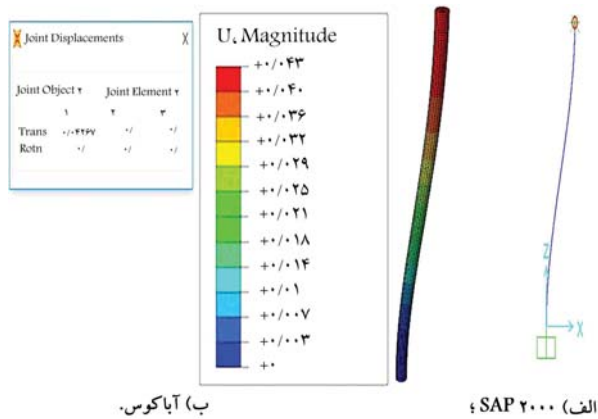 Joint Displacements X
Joint Object ۲ Joint Element ۲
۱ ۲ ۳
Trans ۰/۰۴۲۶۷ ۰/ ۰/
Rotn ۰/ ۰/ ۰/
U، Magnitude
+۰/۰۴۳
+۰/۰۴۰
+۰/۰۳۶
+۰/۰۳۲
+۰/۰۲۹
+۰/۰۲۵
+۰/۰۲۱
+۰/۰۱۸
+۰/۰۱۴
+۰/۰۱
+۰/۰۰۷
+۰/۰۰۳
+۰
Z
X
الف) SAP ۲۰۰۰ ؛
ب) آباکوس.